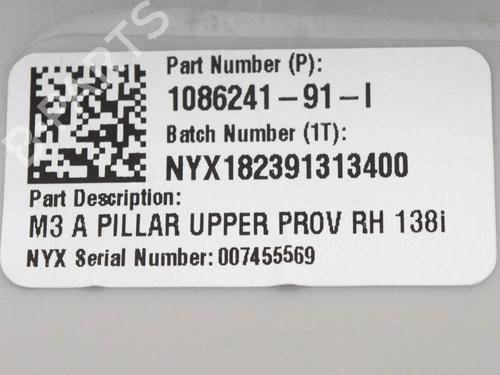 B-PARTS
Part Number (P):
1086241-91-I
Batch Number (1T):
NYX182391313400
Part Description:
M3 A PILLAR UPPER PROV RH 138i
NYX Serial Number: 007455569